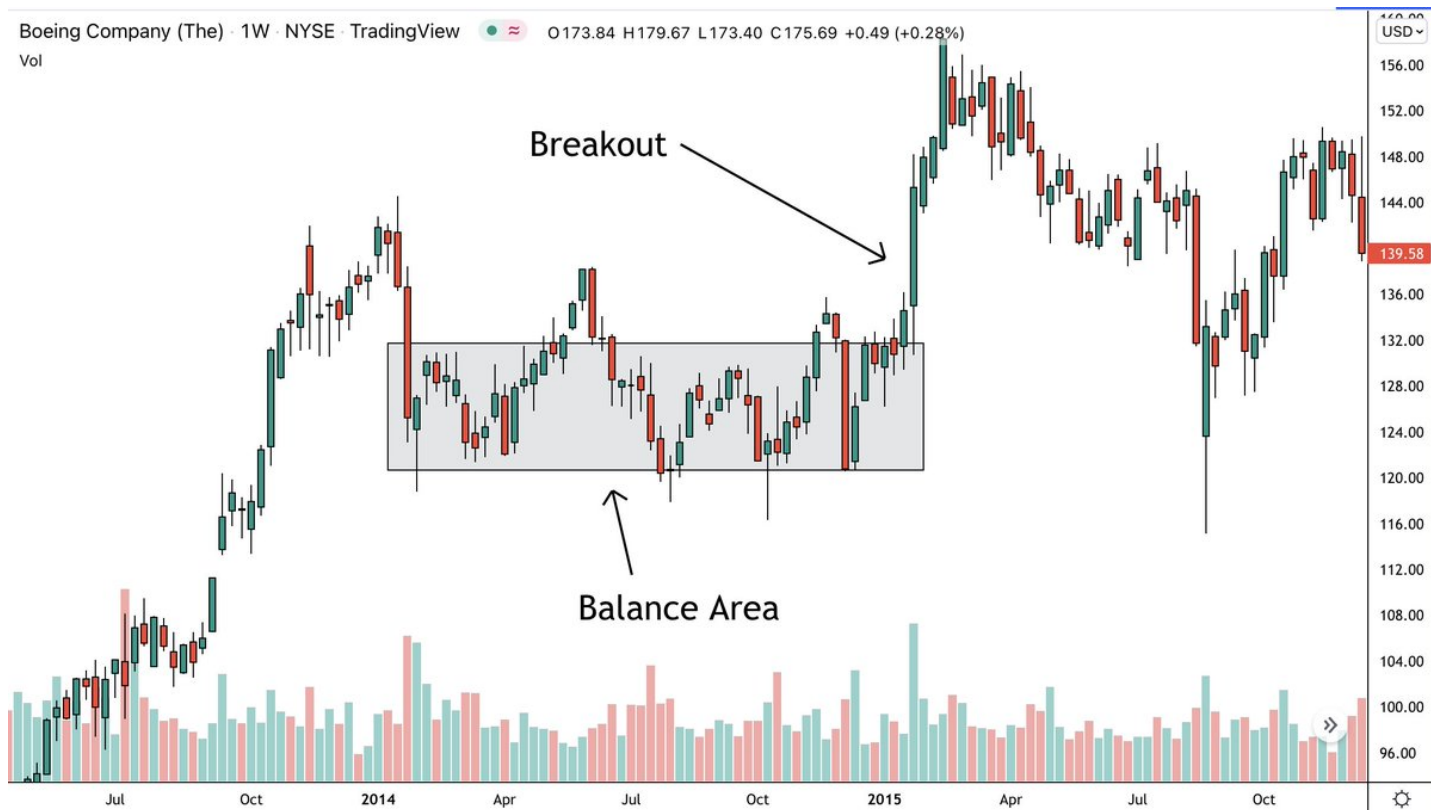 Boeing Company (The) · 1W · NYSE · TradingView O173.84 H179.67 L173.40 C175.69 +0.49 (+0.28%)
Vol
USD
156.00
152.00
Breakout
148.00
144.00
139.58
136.00
132.00
128.00
124.00
120.00
116.00
112.00
Balance Area
108.00
104.00
100.00
96.00
Jul Oct 2014 Apr Jul Oct 2015 Apr Jul Oct